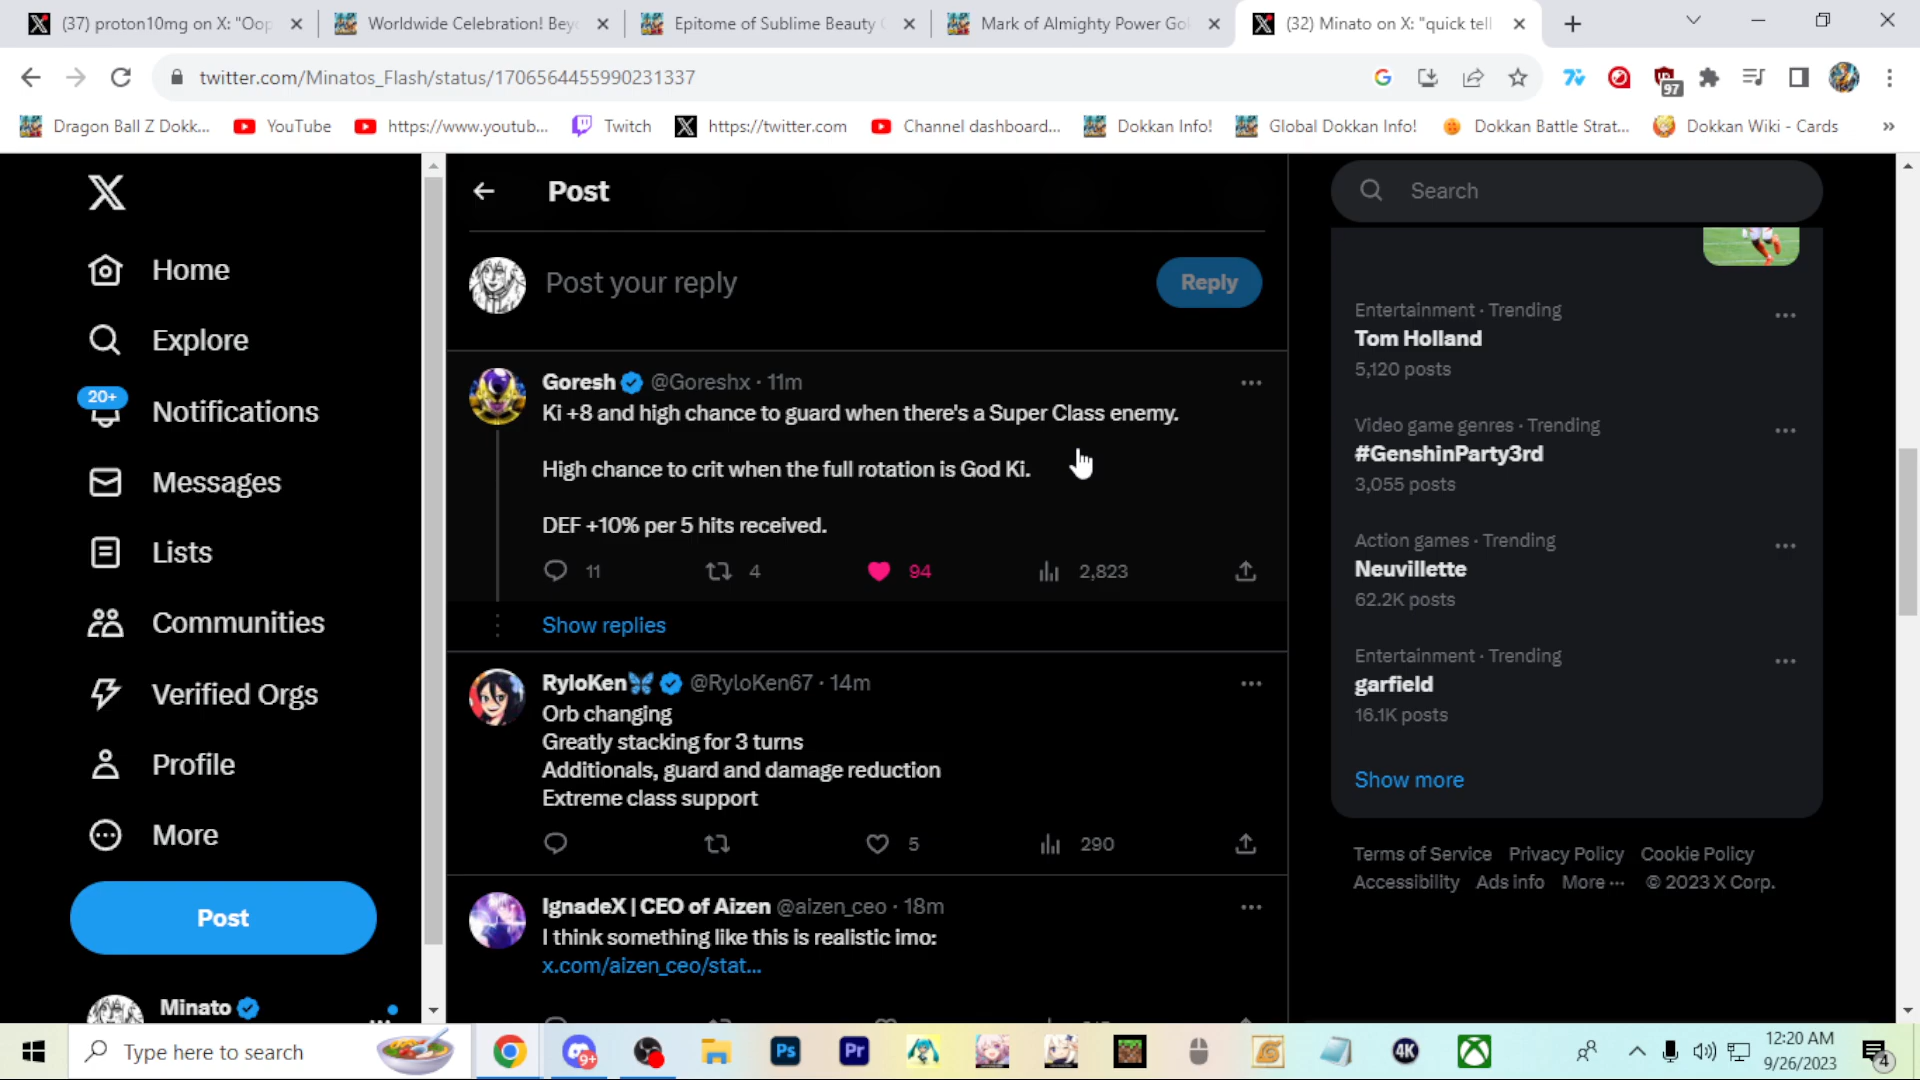 (37) proton10mg on X: "Oop
Worldwide Celebration! Bey
Epitome of Sublime Beauty
Mark of Almighty Power Gol
(32) Minato on X: "quick tell
twitter.com/Minatos_Flash/status/1706564455990231337
97
Dragon Ball Z Dokk...
YouTube
https://www.youtub...
Twitch
https://twitter.com
Channel dashboard...
Dokkan Info!
Global Dokkan Info!
Dokkan Battle Strat...
Dokkan Wiki - Cards
»
Home
Explore
20+
Notifications
Messages
Lists
Communities
Verified Orgs
Profile
More
Post
Minato
Post
Post your reply
Reply
Goresh @Goreshx · 11m
Ki +8 and high chance to guard when there's a Super Class enemy.
High chance to crit when the full rotation is God Ki.
DEF +10% per 5 hits received.
11
4
94
2,823
Show replies
RyloKen🦋 @RyloKen67 · 14m
Orb changing
Greatly stacking for 3 turns
Additionals, guard and damage reduction
Extreme class support
5
290
IgnadeX | CEO of Aizen @aizen_ceo · 18m
I think something like this is realistic imo:
x.com/aizen_ceo/stat...
Search
Entertainment · Trending
Tom Holland
5,120 posts
Video game genres · Trending
#GenshinParty3rd
3,055 posts
Action games · Trending
Neuvillette
62.2K posts
Entertainment · Trending
garfield
16.1K posts
Show more
Terms of Service Privacy Policy Cookie Policy
Accessibility Ads info More ··· © 2023 X Corp.
Type here to search
9+
Ps
Pr
4K
12:20 AM
9/26/2023
4